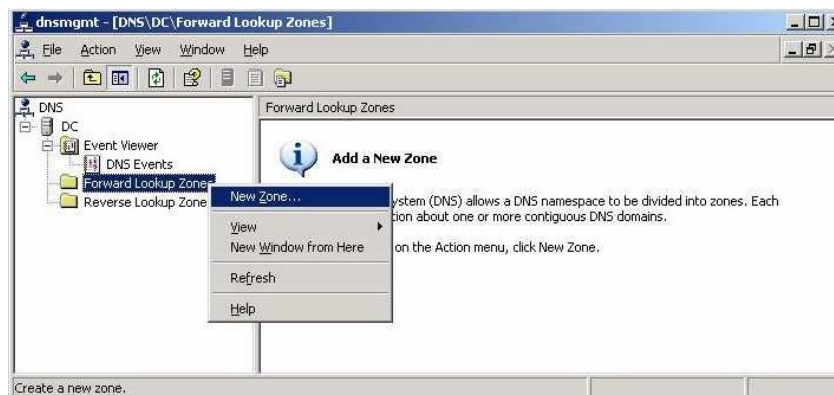 dnsmgmt - [DNS\DC\Forward Lookup Zones]
File Action View Window Help
DNS
DC
Event Viewer
DNS Events
Forward Lookup Zones
Reverse Lookup Zone
Forward Lookup Zones
Add a New Zone
ystem (DNS) allows a DNS namespace to be divided into zones. Each
tion about one or more contiguous DNS domains.
on the Action menu, click New Zone.
New Zone...
View
New Window from Here
Refresh
Help
Create a new zone.